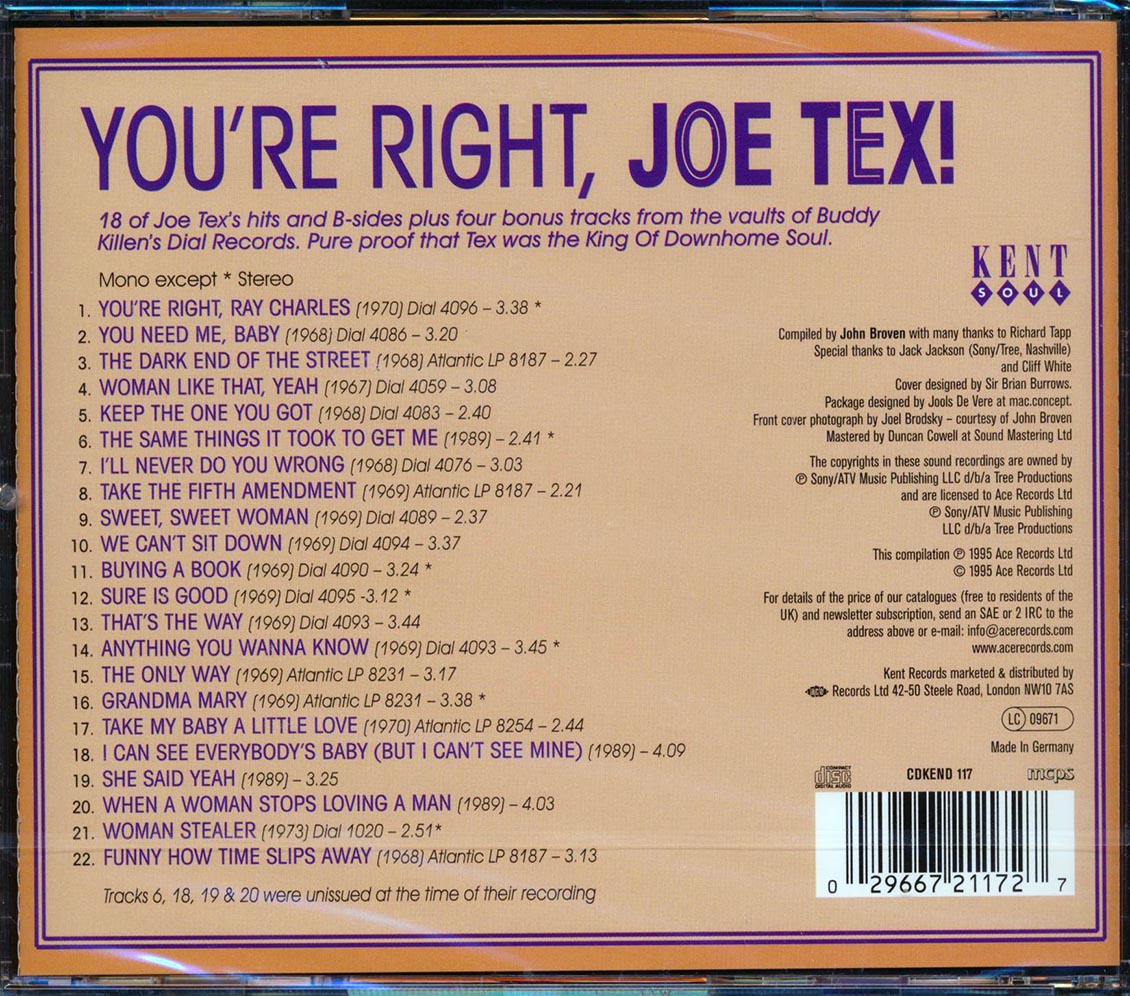 YOU'RE RIGHT, JOE TEX!
18 of Joe Tex's hits and B-sides plus four bonus tracks from the vaults of Buddy
Killen's Dial Records. Pure proof that Tex was the King Of Downhome Soul.
Mono except * Stereo
1. YOU'RE RIGHT, RAY CHARLES (1970) Dial 4096 – 3.38 *
2. YOU NEED ME, BABY (1968) Dial 4086 – 3.20
3. THE DARK END OF THE STREET (1968) Atlantic LP 8187 – 2.27
4. WOMAN LIKE THAT, YEAH (1967) Dial 4059 – 3.08
5. KEEP THE ONE YOU GOT (1968) Dial 4083 – 2.40
6. THE SAME THINGS IT TOOK TO GET ME (1989) – 2.41 *
7. I'LL NEVER DO YOU WRONG (1968) Dial 4076 – 3.03
8. TAKE THE FIFTH AMENDMENT (1969) Atlantic LP 8187 – 2.21
9. SWEET, SWEET WOMAN (1969) Dial 4089 – 2.37
10. WE CAN'T SIT DOWN (1969) Dial 4094 – 3.37
11. BUYING A BOOK (1969) Dial 4090 – 3.24 *
12. SURE IS GOOD (1969) Dial 4095 -3.12 *
13. THAT'S THE WAY (1969) Dial 4093 – 3.44
14. ANYTHING YOU WANNA KNOW (1969) Dial 4093 – 3.45 *
15. THE ONLY WAY (1969) Atlantic LP 8231 – 3.17
16. GRANDMA MARY (1969) Atlantic LP 8231 – 3.38 *
17. TAKE MY BABY A LITTLE LOVE (1970) Atlantic LP 8254 – 2.44
18. I CAN SEE EVERYBODY'S BABY (BUT I CAN'T SEE MINE) (1989) – 4.09
19. SHE SAID YEAH (1989) – 3.25
20. WHEN A WOMAN STOPS LOVING A MAN (1989) – 4.03
21. WOMAN STEALER (1973) Dial 1020 – 2.51*
22. FUNNY HOW TIME SLIPS AWAY (1968) Atlantic LP 8187 – 3.13
Tracks 6, 18, 19 & 20 were unissued at the time of their recording
KENT
SOUL
Compiled by John Broven with many thanks to Richard Tapp
Special thanks to Jack Jackson (Sony/Tree, Nashville)
and Cliff White
Cover designed by Sir Brian Burrows.
Package designed by Jools De Vere at mac.concept.
Front cover photograph by Joel Brodsky – courtesy of John Broven
Mastered by Duncan Cowell at Sound Mastering Ltd
The copyrights in these sound recordings are owned by
℗ Sony/ATV Music Publishing LLC d/b/a Tree Productions
and are licensed to Ace Records Ltd
℗ Sony/ATV Music Publishing
LLC d/b/a Tree Productions
This compilation ℗ 1995 Ace Records Ltd
© 1995 Ace Records Ltd
For details of the price of our catalogues (free to residents of the
UK) and newsletter subscription, send an SAE or 2 IRC to the
address above or e-mail: info@acerecords.com
www.acerecords.com
Kent Records marketed & distributed by
ace Records Ltd 42-50 Steele Road, London NW10 7AS
LC 09671
Made In Germany
COMPACT disc DIGITAL AUDIO CDKEND 117 mcps
0 29667 21172 7